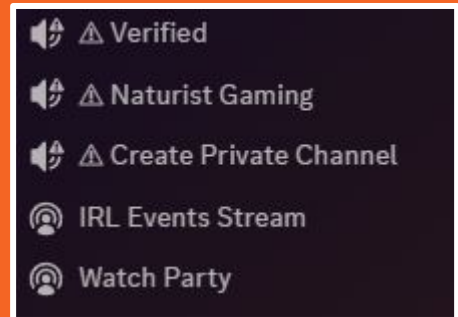 ⚠ Verified
⚠ Naturist Gaming
⚠ Create Private Channel
IRL Events Stream
Watch Party